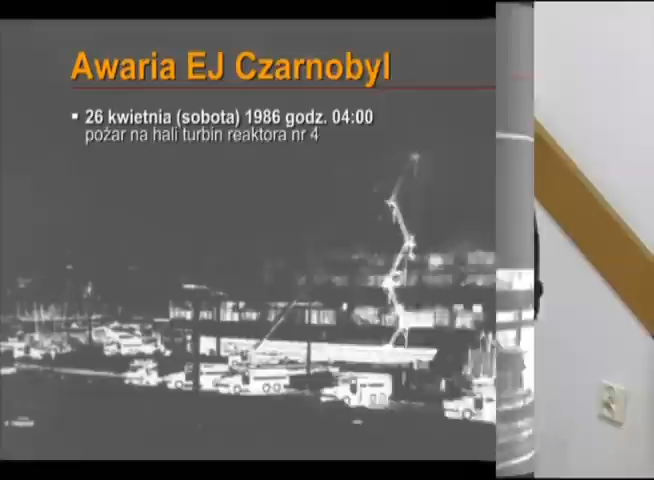 Awaria EJ Czarnobyl
▪ 26 kwietnia (sobota) 1986 godz. 04:00
pożar na hali turbin reaktora nr 4